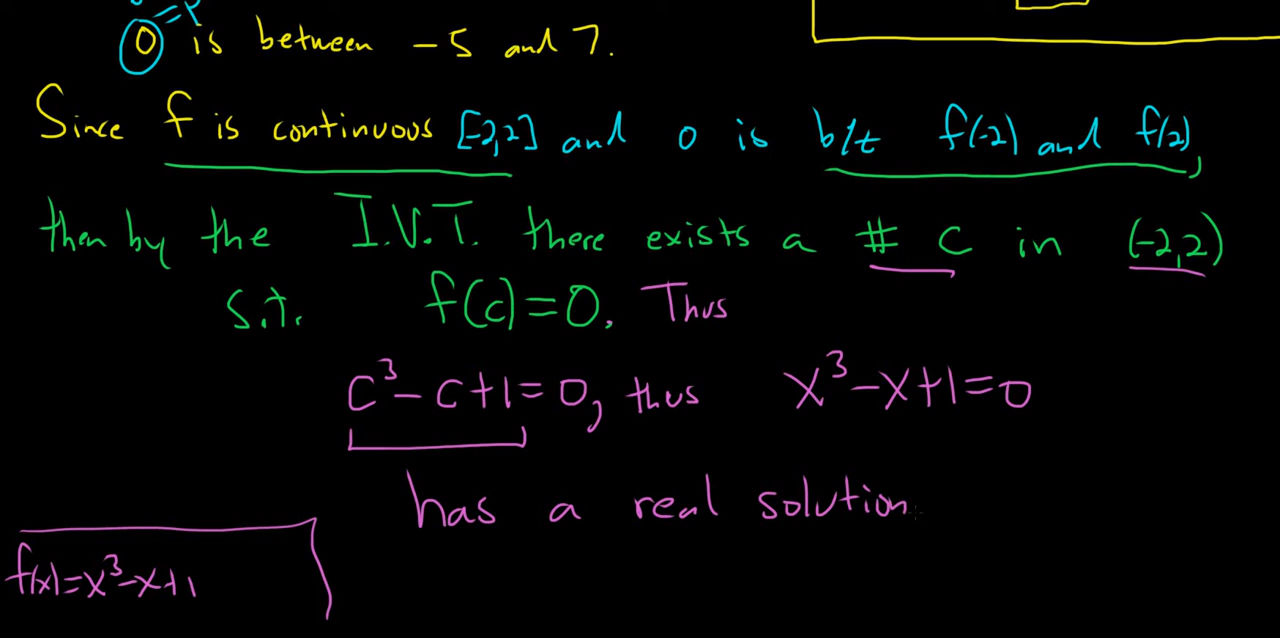 0 is between -5 and 7.
Since f is continuous [-2,2] and 0 is b/t f(-2) and f(2),
then by the I.V.T. there exists a # c in (-2,2)
s.t. f(c)=0. Thus
c³-c+1=0, thus x³-x+1=0
has a real solution
f(x)=x³-x+1